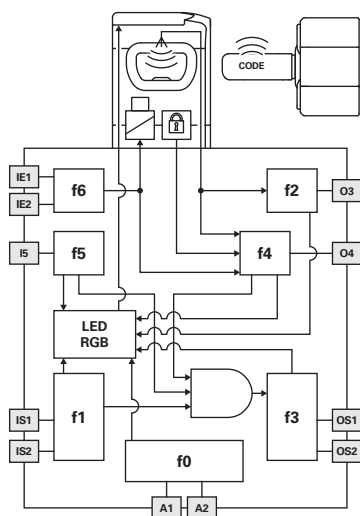 CODE
IE1
f6
f2
O3
IE2
I5
f5
f4
O4
LED
RGB
IS1
f1
f3
OS1
IS2
OS2
f0
A1
A2